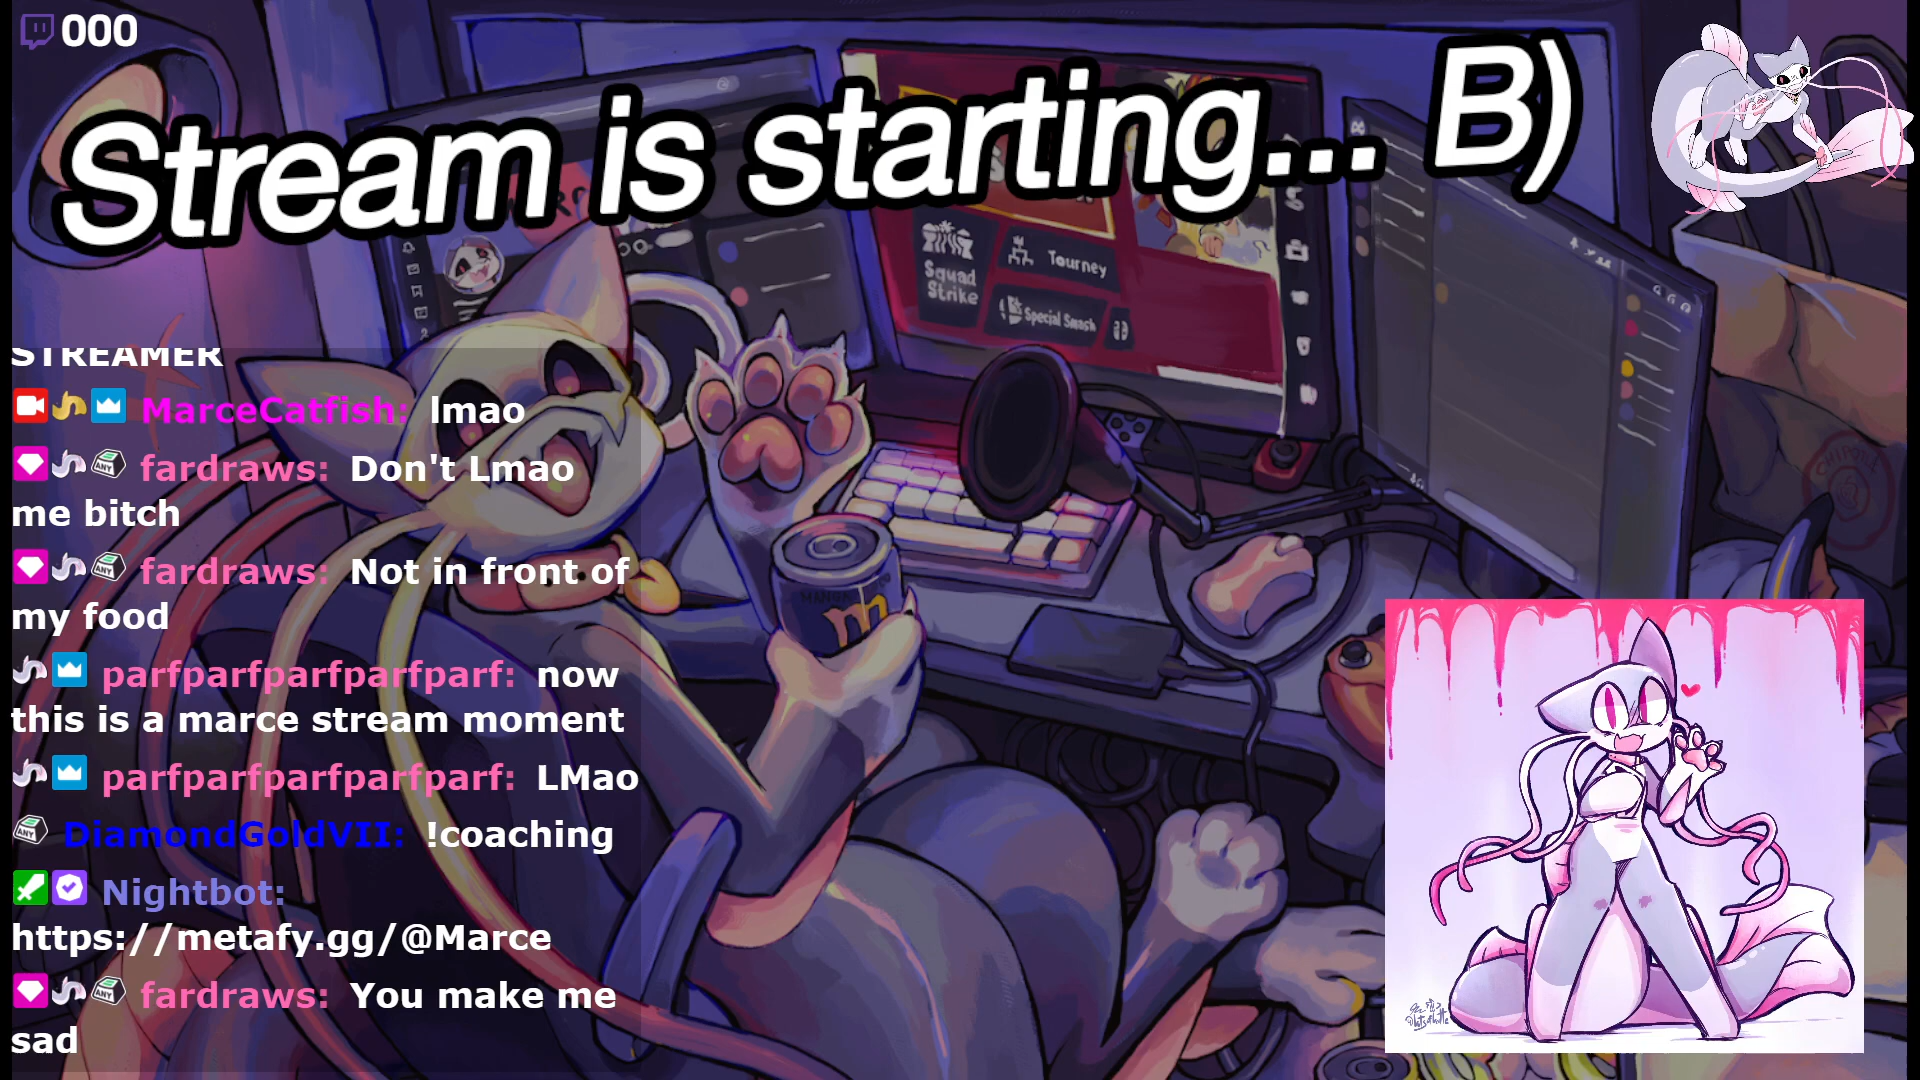 000
Stream is starting... B)
Squad
Strike
Tourney
Special Smash
STREAMER
MarceCatfish: lmao
fardraws: Don't Lmao
me bitch
fardraws: Not in front of
my food
parfparfparfparfparf: now
this is a marce stream moment
parfparfparfparfparf: LMao
ANY DiamondGoldVII: !coaching
Nightbot:
https://metafy.gg/@Marce
fardraws: You make me
sad
m
CHIPOTLE